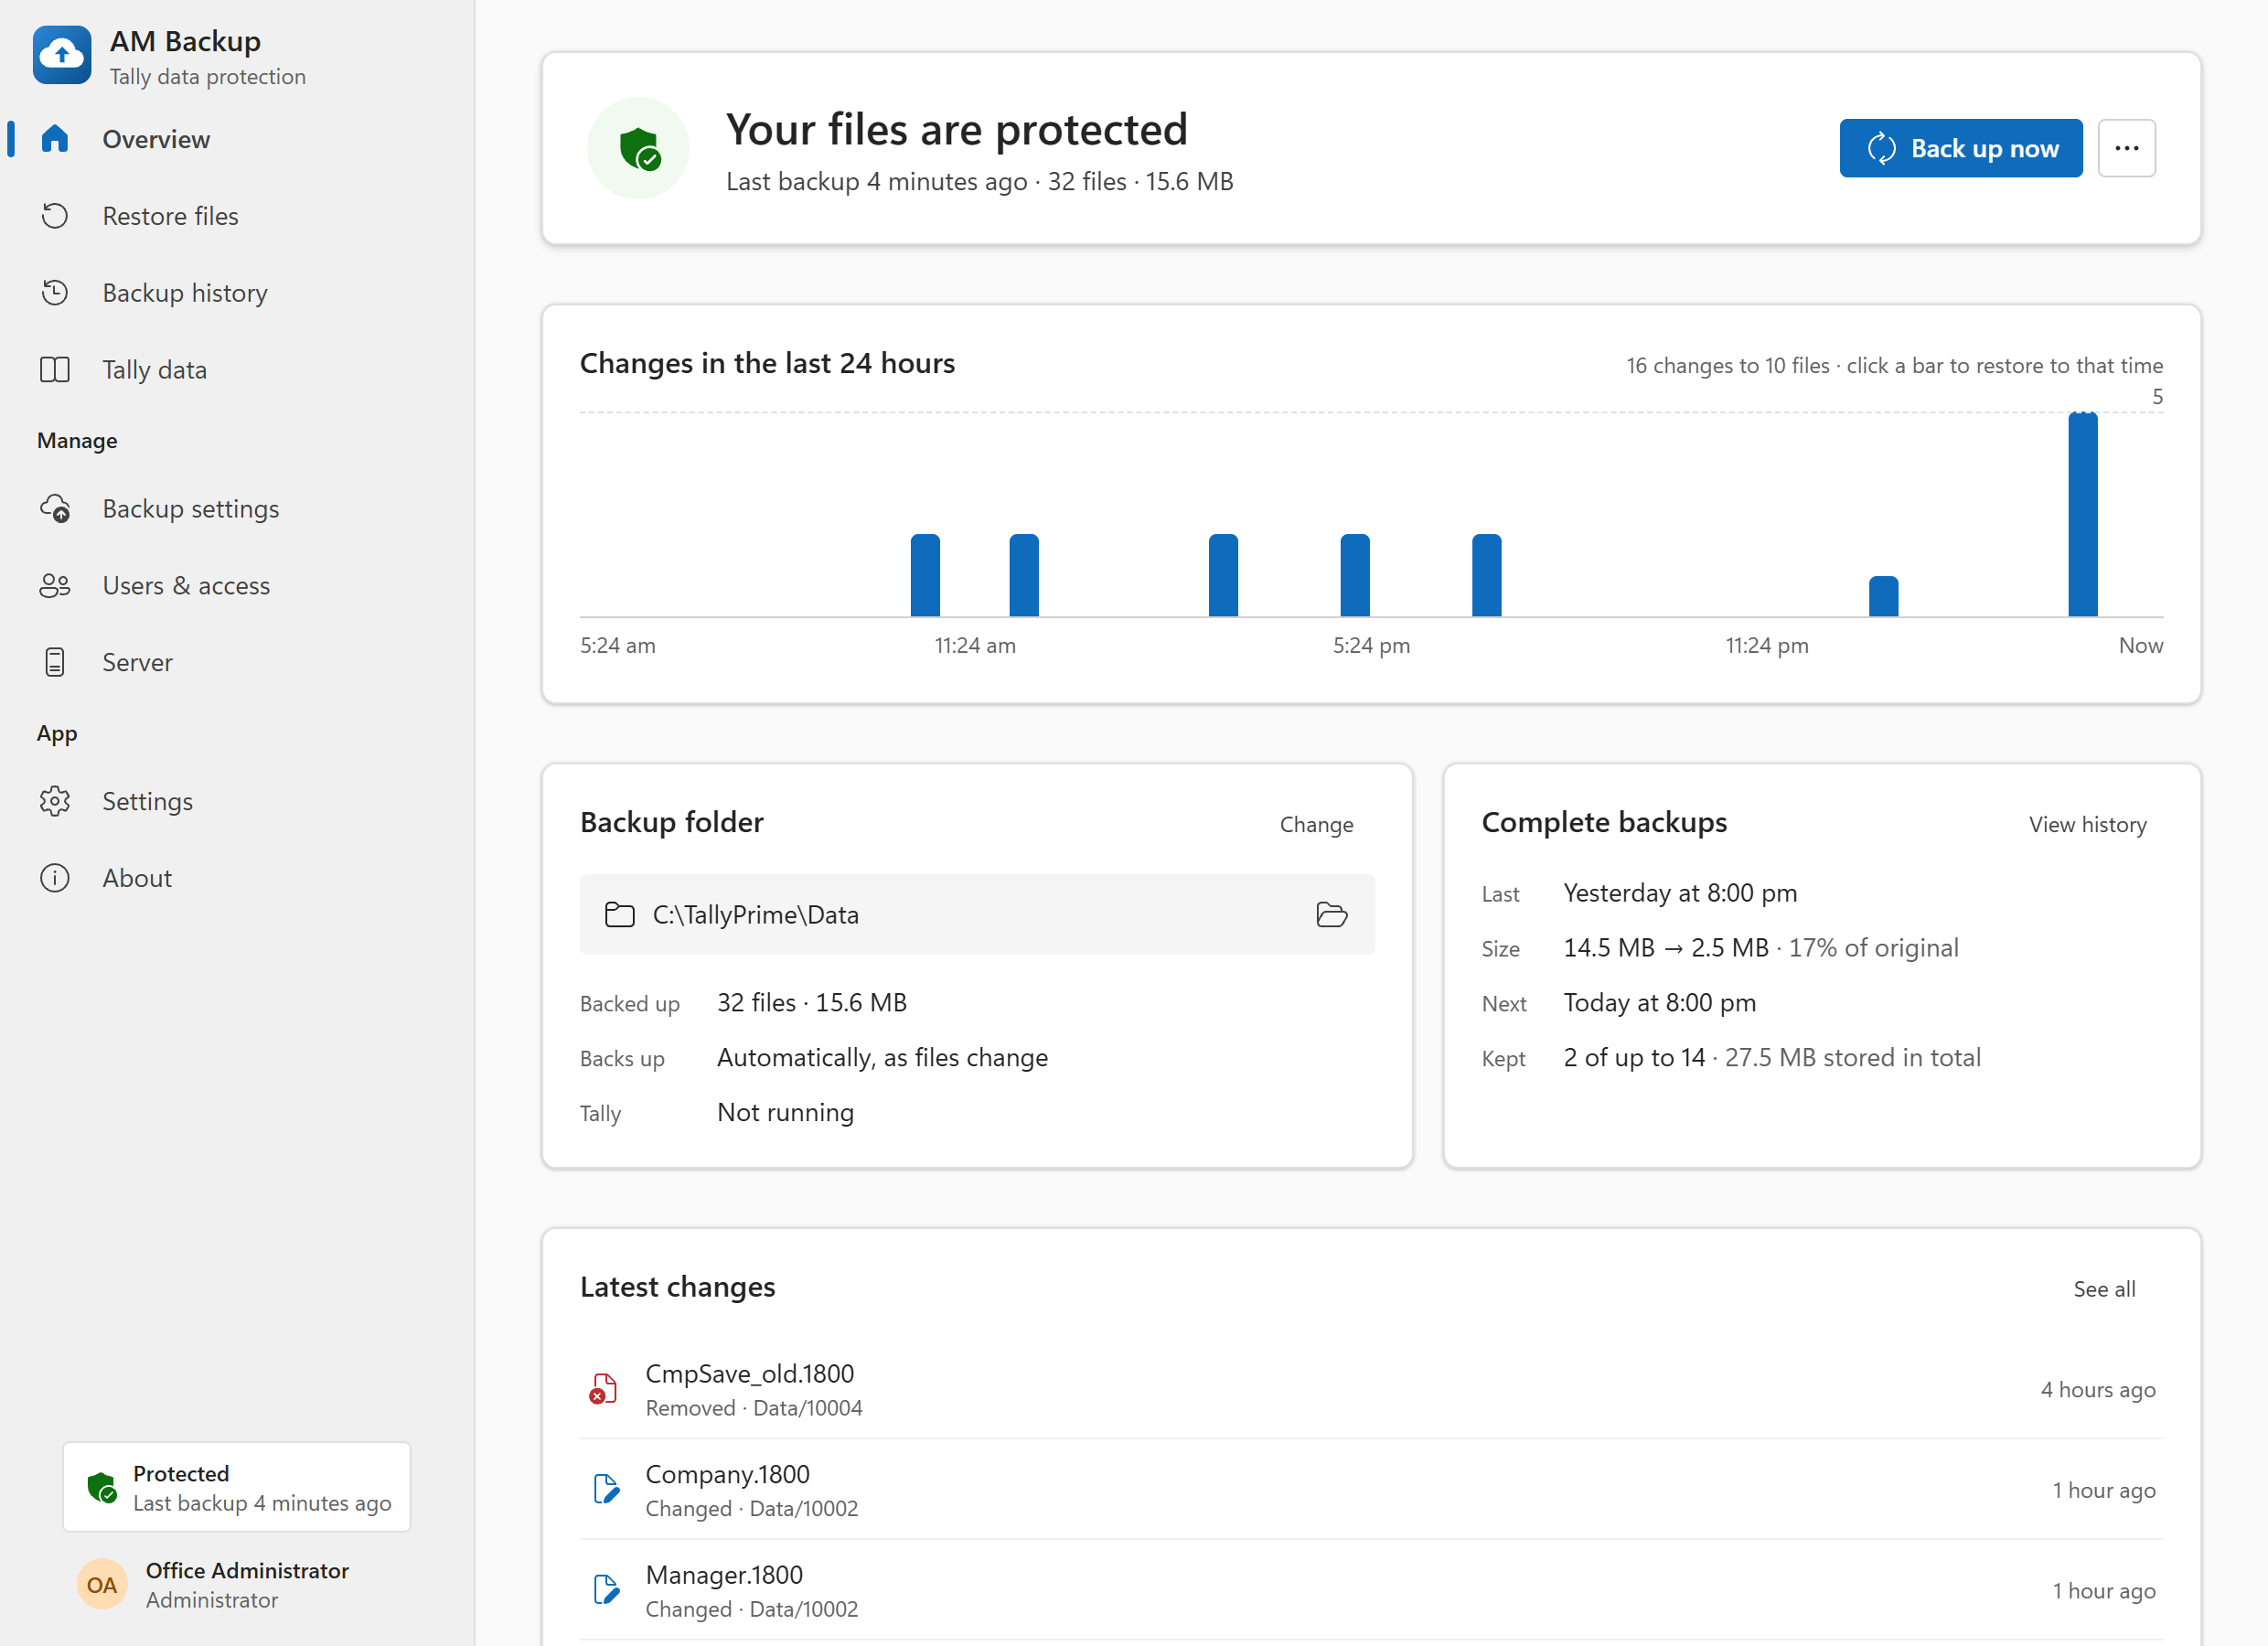 AM Backup
Tally data protection
Overview
Restore files
Backup history
Tally data
Manage
Backup settings
Users & access
Server
App
Settings
About
Protected
Last backup 4 minutes ago
OA
Office Administrator
Administrator
Your files are protected
Last backup 4 minutes ago · 32 files · 15.6 MB
Back up now
Changes in the last 24 hours
16 changes to 10 files · click a bar to restore to that time
5
5:24 am 11:24 am 5:24 pm 11:24 pm Now
Backup folder
Change
C:\TallyPrime\Data
Backed up 32 files · 15.6 MB
Backs up Automatically, as files change
Tally Not running
Complete backups
View history
Last Yesterday at 8:00 pm
Size 14.5 MB → 2.5 MB · 17% of original
Next Today at 8:00 pm
Kept 2 of up to 14 · 27.5 MB stored in total
Latest changes
See all
CmpSave_old.1800
Removed · Data/10004
4 hours ago
Company.1800
Changed · Data/10002
1 hour ago
Manager.1800
Changed · Data/10002
1 hour ago